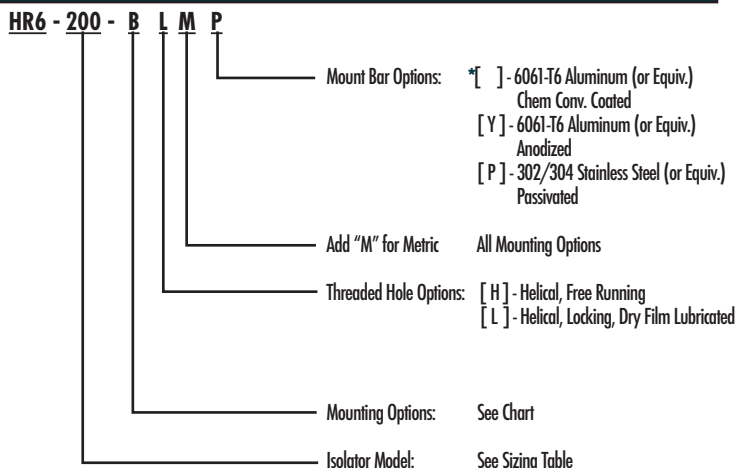 HR6 - 200 - B L M P
Mount Bar Options: *[ ] - 6061-T6 Aluminum (or Equiv.)
Chem Conv. Coated
[ Y ] - 6061-T6 Aluminum (or Equiv.)
Anodized
[ P ] - 302/304 Stainless Steel (or Equiv.)
Passivated
Add "M" for Metric All Mounting Options
Threaded Hole Options: [ H ] - Helical, Free Running
[ L ] - Helical, Locking, Dry Film Lubricated
Mounting Options: See Chart
Isolator Model: See Sizing Table